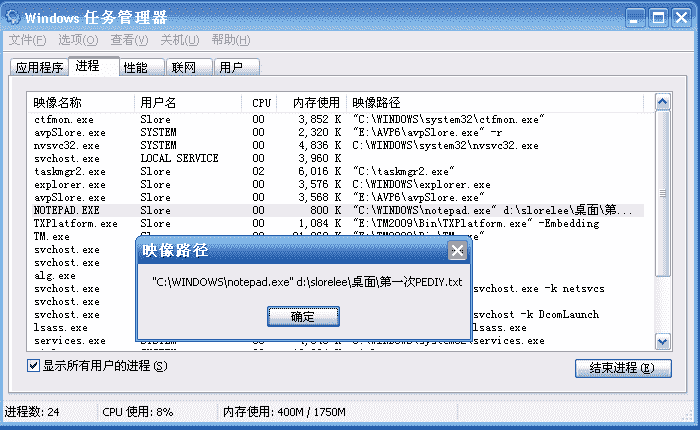 Windows 任务管理器
文件(F) 选项(O) 查看(V) 关机(U) 帮助(H)
应用程序 进程 性能 联网 用户
映像名称 用户名 CPU 内存使用 映像路径
ctfmon.exe Slore 00 3,852 K "C:\WINDOWS\system32\ctfmon.exe"
avpSlore.exe SYSTEM 00 2,320 K "E:\AVP6\avpSlore.exe" -r
nvsvc32.exe SYSTEM 00 4,836 K C:\WINDOWS\system32\nvsvc32.exe
svchost.exe LOCAL SERVICE 00 3,960 K
taskmgr2.exe Slore 02 6,016 K "C:\taskmgr2.exe"
explorer.exe Slore 00 3,576 K C:\WINDOWS\explorer.exe
avpSlore.exe Slore 00 3,568 K "E:\AVP6\avpSlore.exe"
NOTEPAD.EXE Slore 00 800 K "C:\WINDOWS\notepad.exe" d:\slorelee\桌面\第...
TXPlatform.exe Slore 00 1,084 K "E:\TM2009\Bin\TXPlatform.exe" -Embedding
TM.exe
svchost.exe
svchost.exe
alg.exe
svchost.exe svchost.exe -k netsvcs
svchost.exe
svchost.exe svchost -k DcomLaunch
lsass.exe lsass.exe
services.exe
映像路径
"C:\WINDOWS\notepad.exe" d:\slorelee\桌面\第一次PEDIY.txt
确定
显示所有用户的进程(S) 结束进程(E)
进程数: 24 CPU 使用: 8% 内存使用: 400M / 1750M